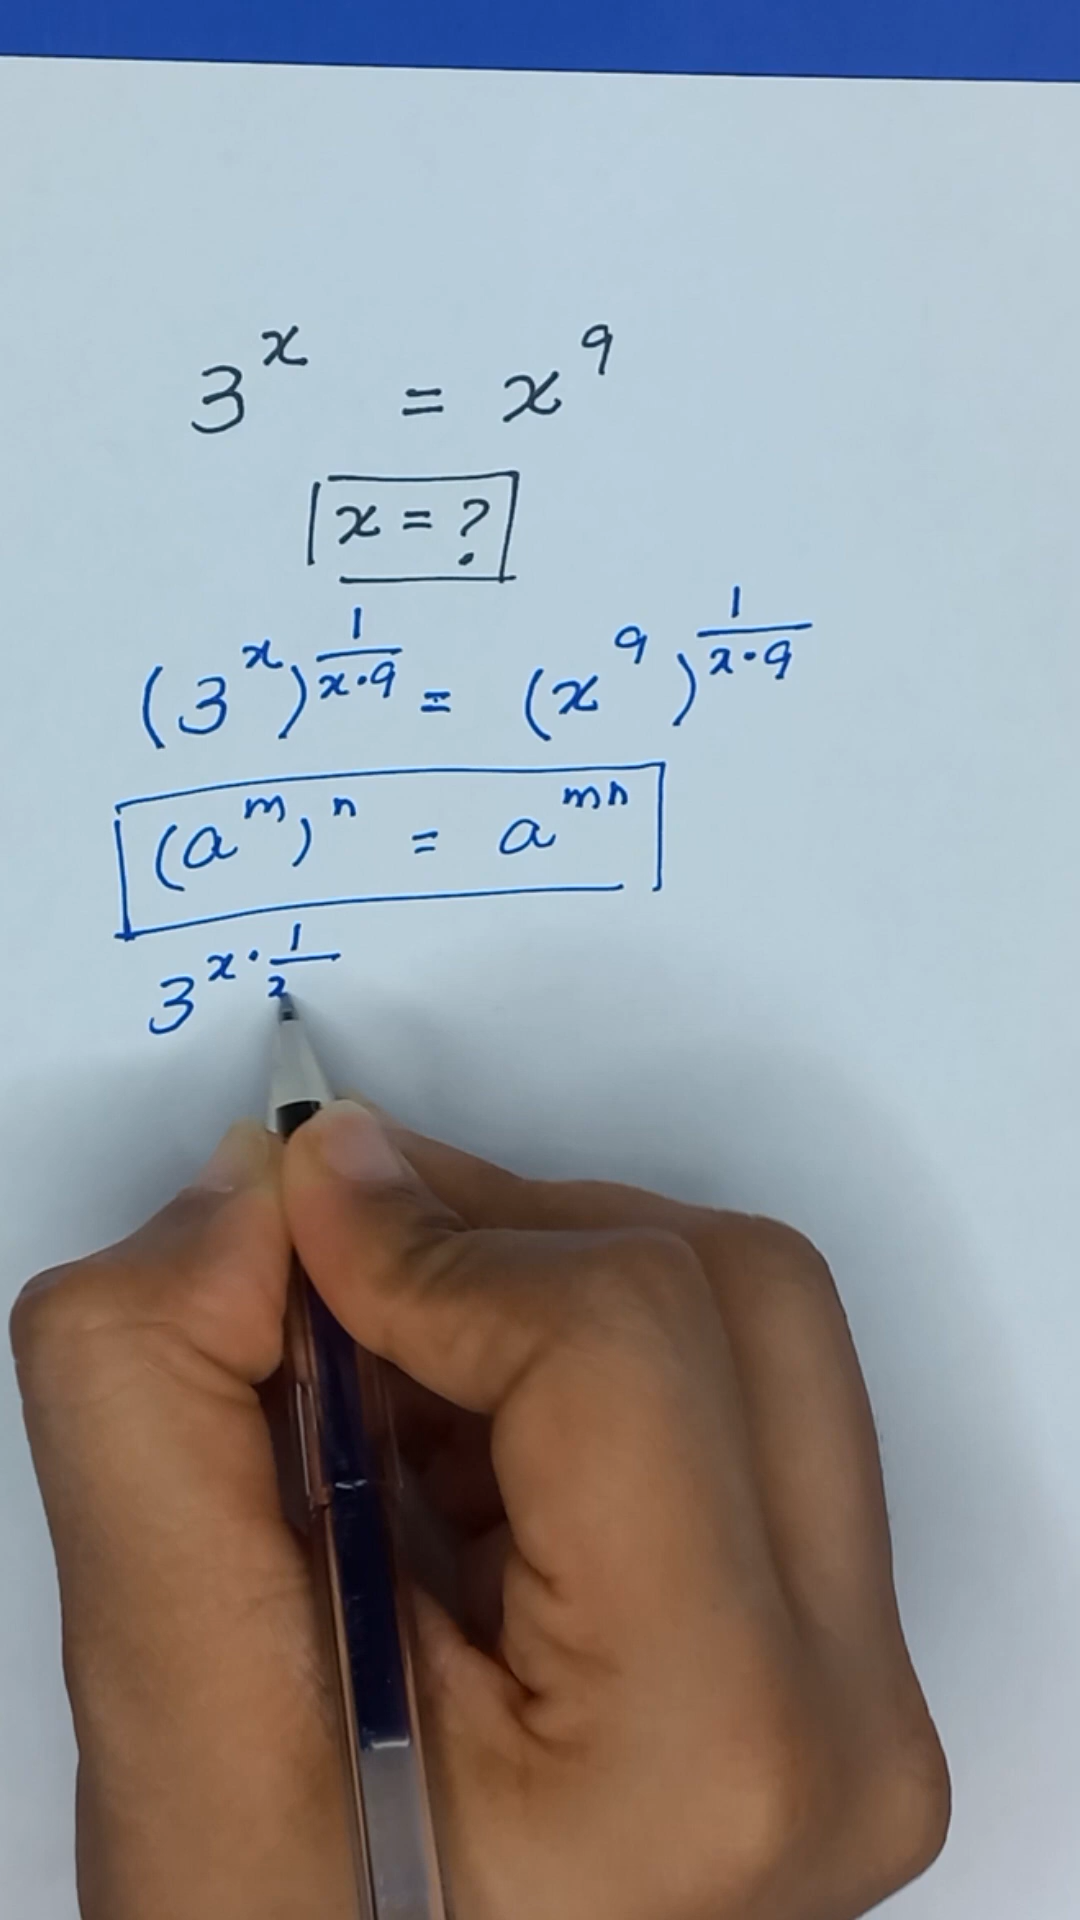 3^x = x^9
x = ?
(3^x)^(1/(x·9)) = (x^9)^(1/(x·9))
(a^m)^n = a^(mn)
3^(x·1/x